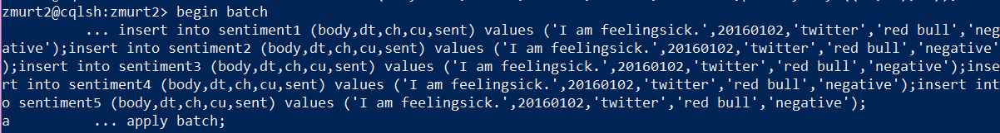 zmurt2@cqlsh:zmurt2> begin batch
... insert into sentiment1 (body,dt,ch,cu,sent) values ('I am feelingsick.',20160102,'twitter','red bull','neg
ative');insert into sentiment2 (body,dt,ch,cu,sent) values ('I am feelingsick.',20160102,'twitter','red bull','negative'
);insert into sentiment3 (body,dt,ch,cu,sent) values ('I am feelingsick.',20160102,'twitter','red bull','negative');inse
rt into sentiment4 (body,dt,ch,cu,sent) values ('I am feelingsick.',20160102,'twitter','red bull','negative');insert int
o sentiment5 (body,dt,ch,cu,sent) values ('I am feelingsick.',20160102,'twitter','red bull','negative');
a ... apply batch;